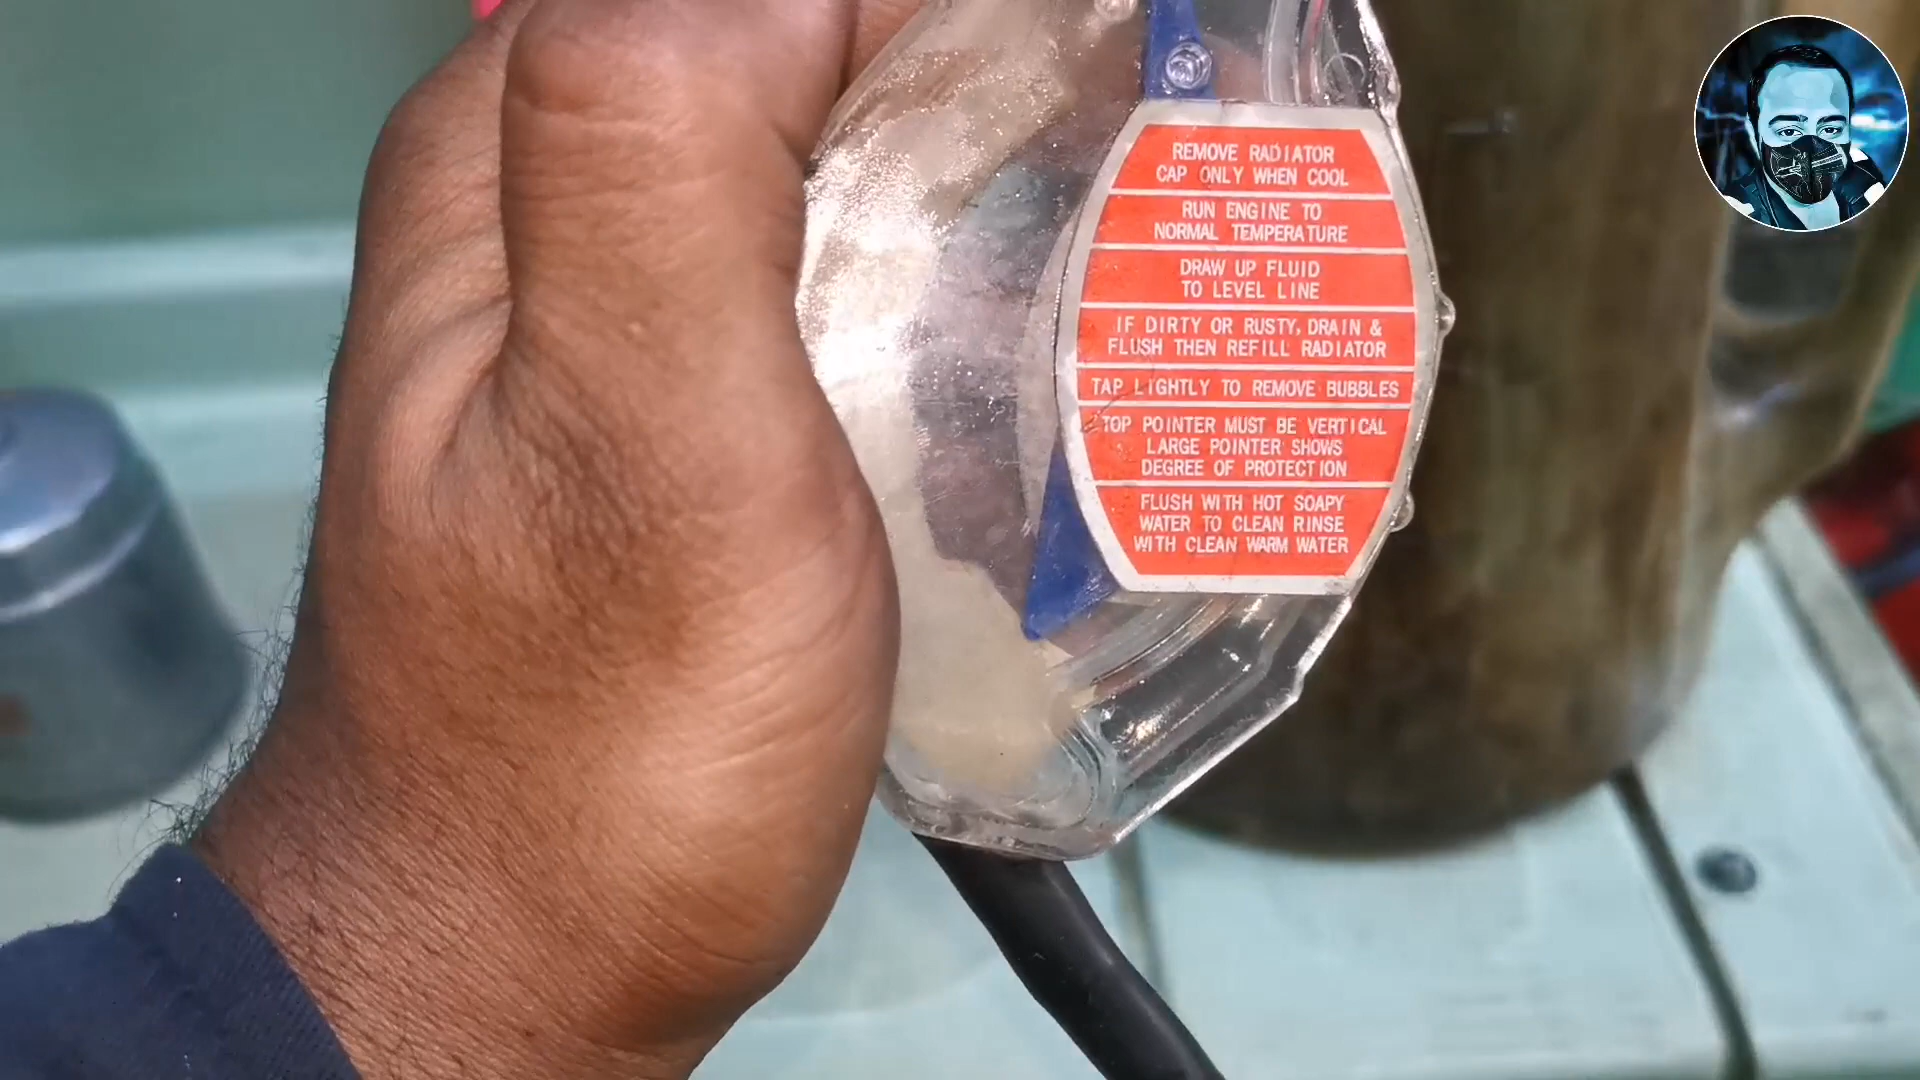 REMOVE RADIATOR
CAP ONLY WHEN COOL
RUN ENGINE TO
NORMAL TEMPERATURE
DRAW UP FLUID
TO LEVEL LINE
IF DIRTY OR RUSTY, DRAIN &
FLUSH THEN REFILL RADIATOR
TAP LIGHTLY TO REMOVE BUBBLES
TOP POINTER MUST BE VERTICAL
LARGE POINTER SHOWS
DEGREE OF PROTECTION
FLUSH WITH HOT SOAPY
WATER TO CLEAN RINSE
WITH CLEAN WARM WATER